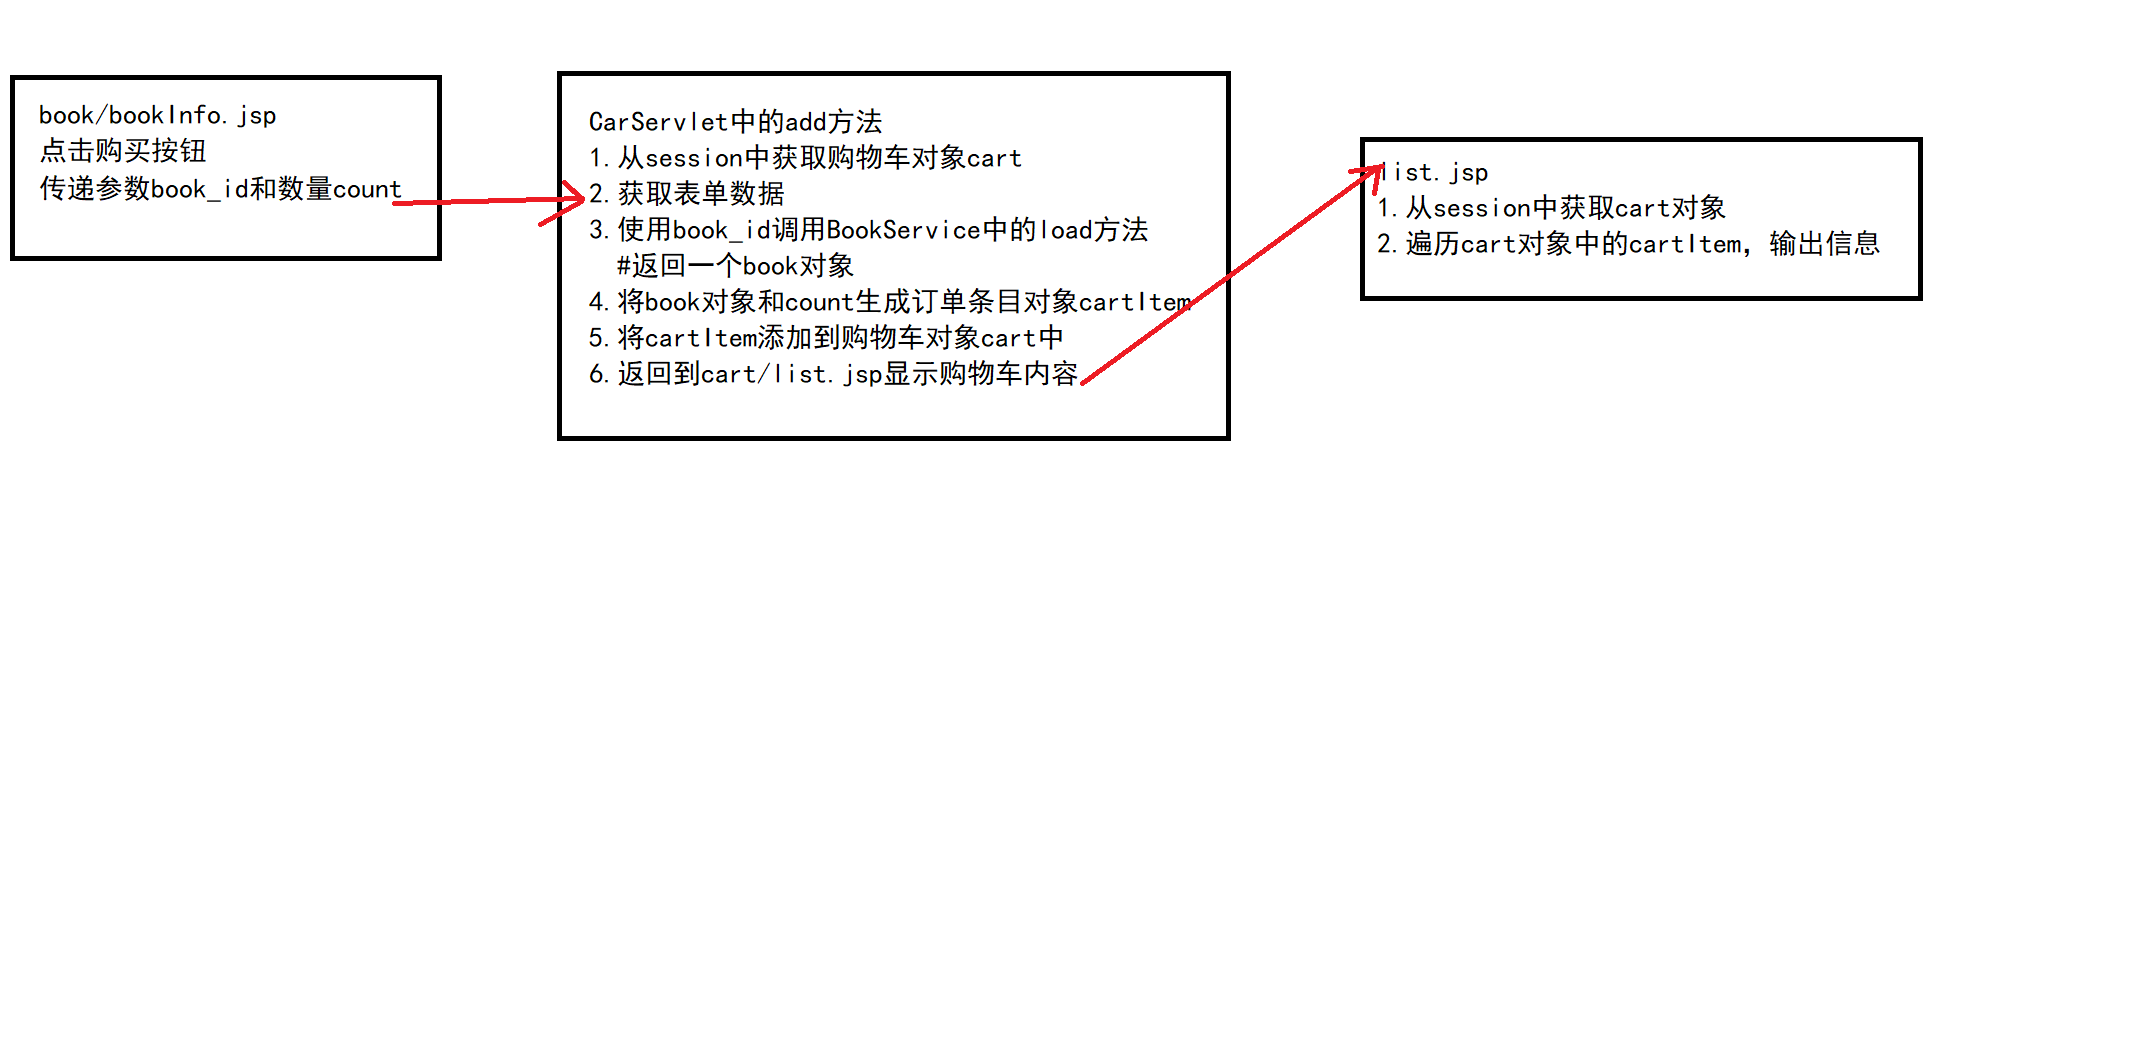 book/bookInfo.jsp
点击购买按钮
传递参数book_id和数量count
CarServlet中的add方法
1.从session中获取购物车对象cart
2.获取表单数据
3.使用book_id调用BookService中的load方法
#返回一个book对象
4.将book对象和count生成订单条目对象cartItem
5.将cartItem添加到购物车对象cart中
6.返回到cart/list.jsp显示购物车内容
list.jsp
1.从session中获取cart对象
2.遍历cart对象中的cartItem，输出信息